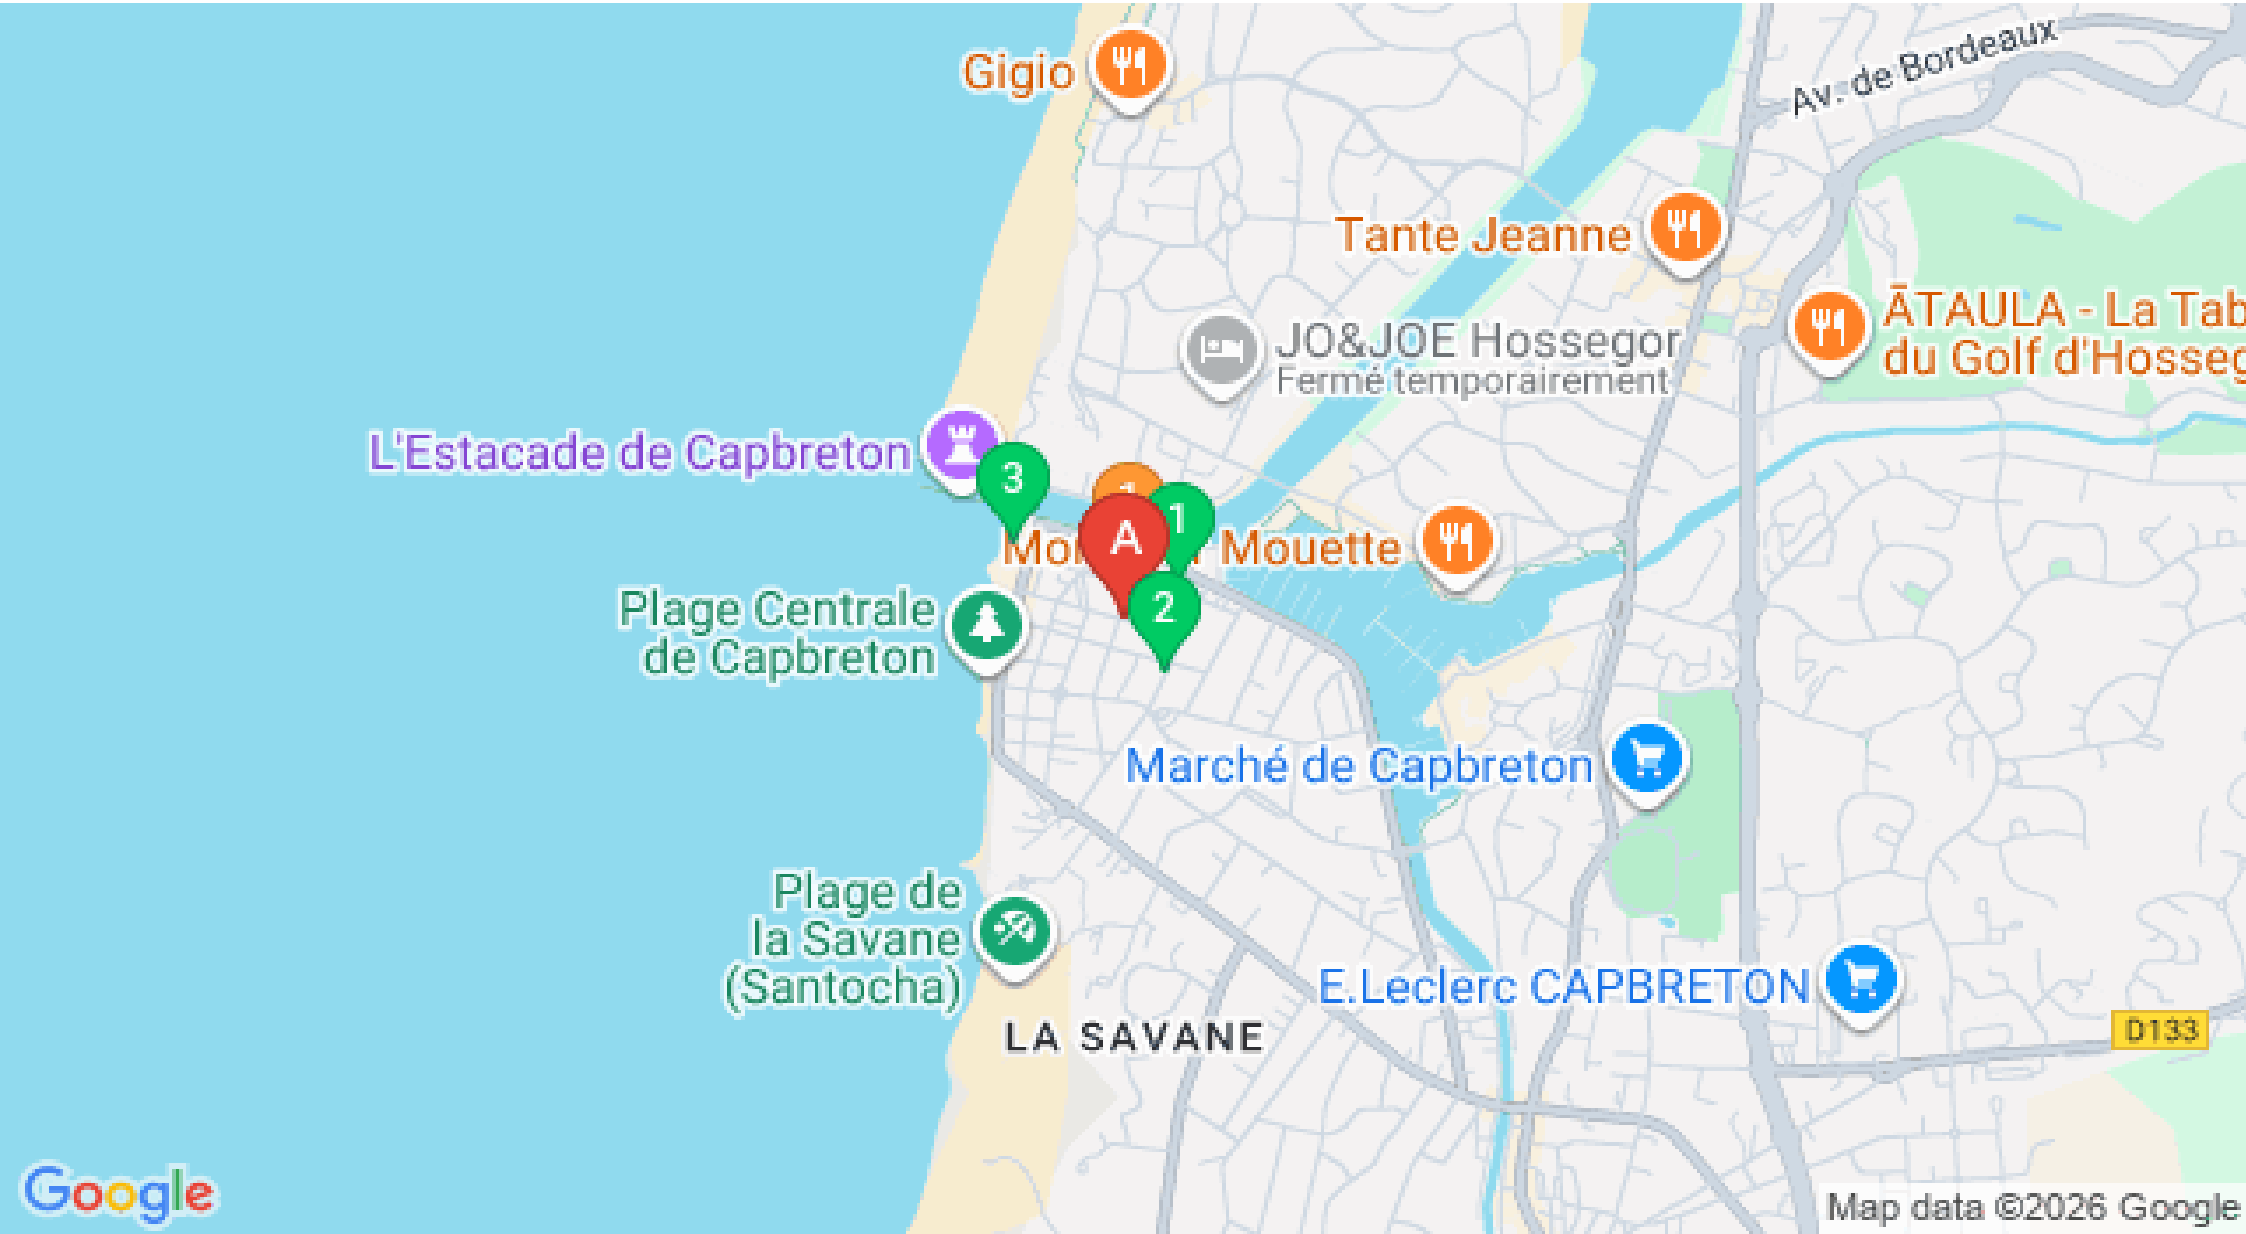 Gigio
Av. de Bordeaux
Tante Jeanne
ĀTAULA - La Tab
du Golf d'Hosseg
JO&JOE Hossegor
Fermé temporairement
L'Estacade de Capbreton
3
1
1
A
Mouette
2
Plage Centrale
de Capbreton
Marché de Capbreton
Plage de
la Savane
(Santocha)
E.Leclerc CAPBRETON
LA SAVANE
D133
Google
Map data ©2026 Google